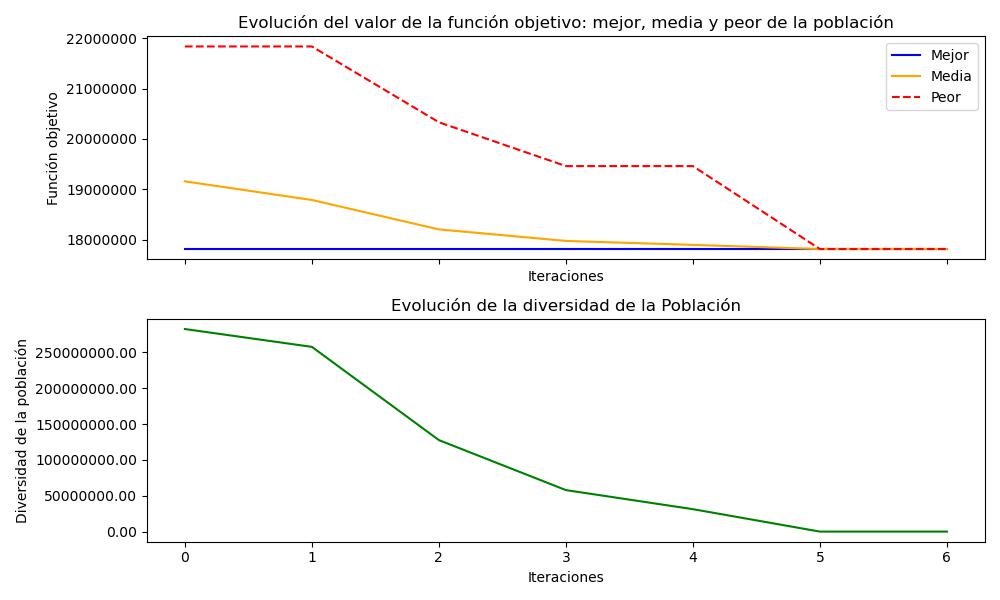 Evolución del valor de la función objetivo: mejor, media y peor de la población
22000000
21000000
20000000
19000000
18000000
Función objetivo
Mejor
Media
Peor
Iteraciones
Evolución de la diversidad de la Población
250000000.00
200000000.00
150000000.00
100000000.00
50000000.00
0.00
Diversidad de la población
0 1 2 3 4 5 6
Iteraciones